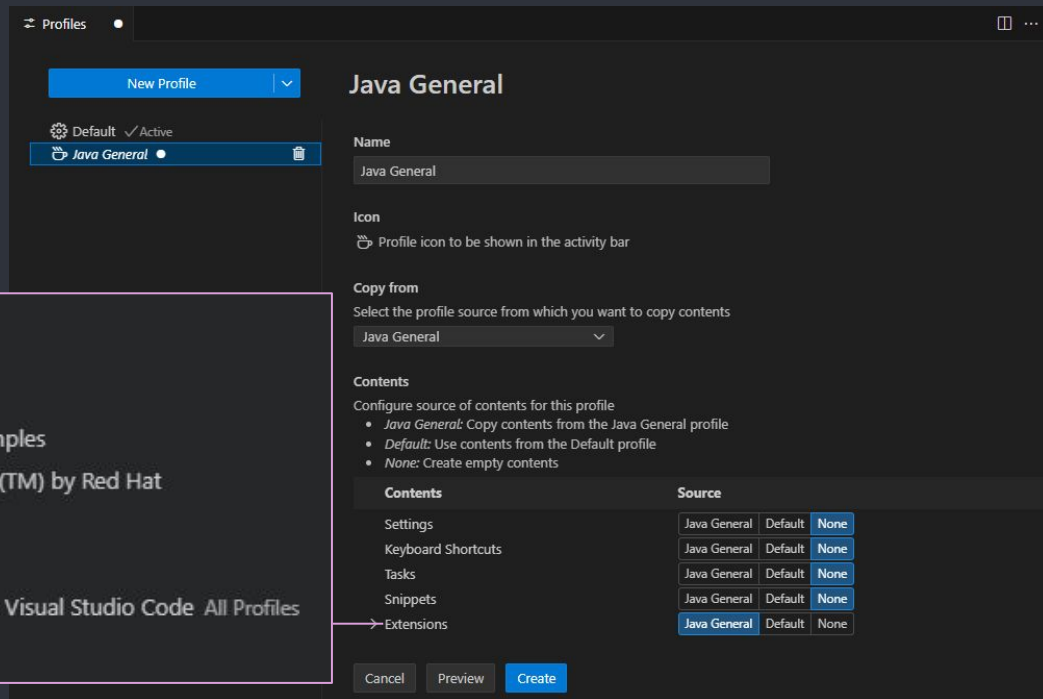 Profiles
New Profile
Default Active
Java General
Java General
Name
Java General
Icon
Profile icon to be shown in the activity bar
Copy from
Select the profile source from which you want to copy contents
Java General
Contents
Configure source of contents for this profile
Java General: Copy contents from the Java General profile
Default: Use contents from the Default profile
None: Create empty contents
Contents Source
Settings Java General Default None
Keyboard Shortcuts Java General Default None
Tasks Java General Default None
Snippets Java General Default None
Extensions Java General Default None
Cancel Preview Create
(TM) by Red Hat
Visual Studio Code All Profiles